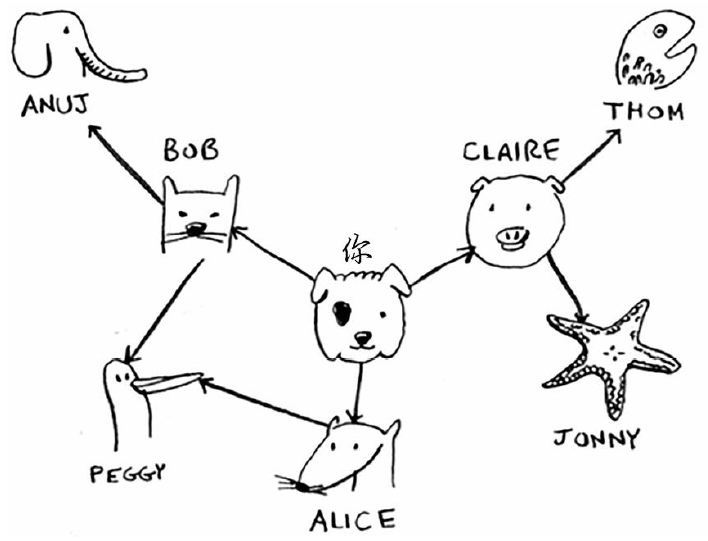 ANUJ
THOM
BOB
CLAIRE
你
PEGGY
JONNY
ALICE